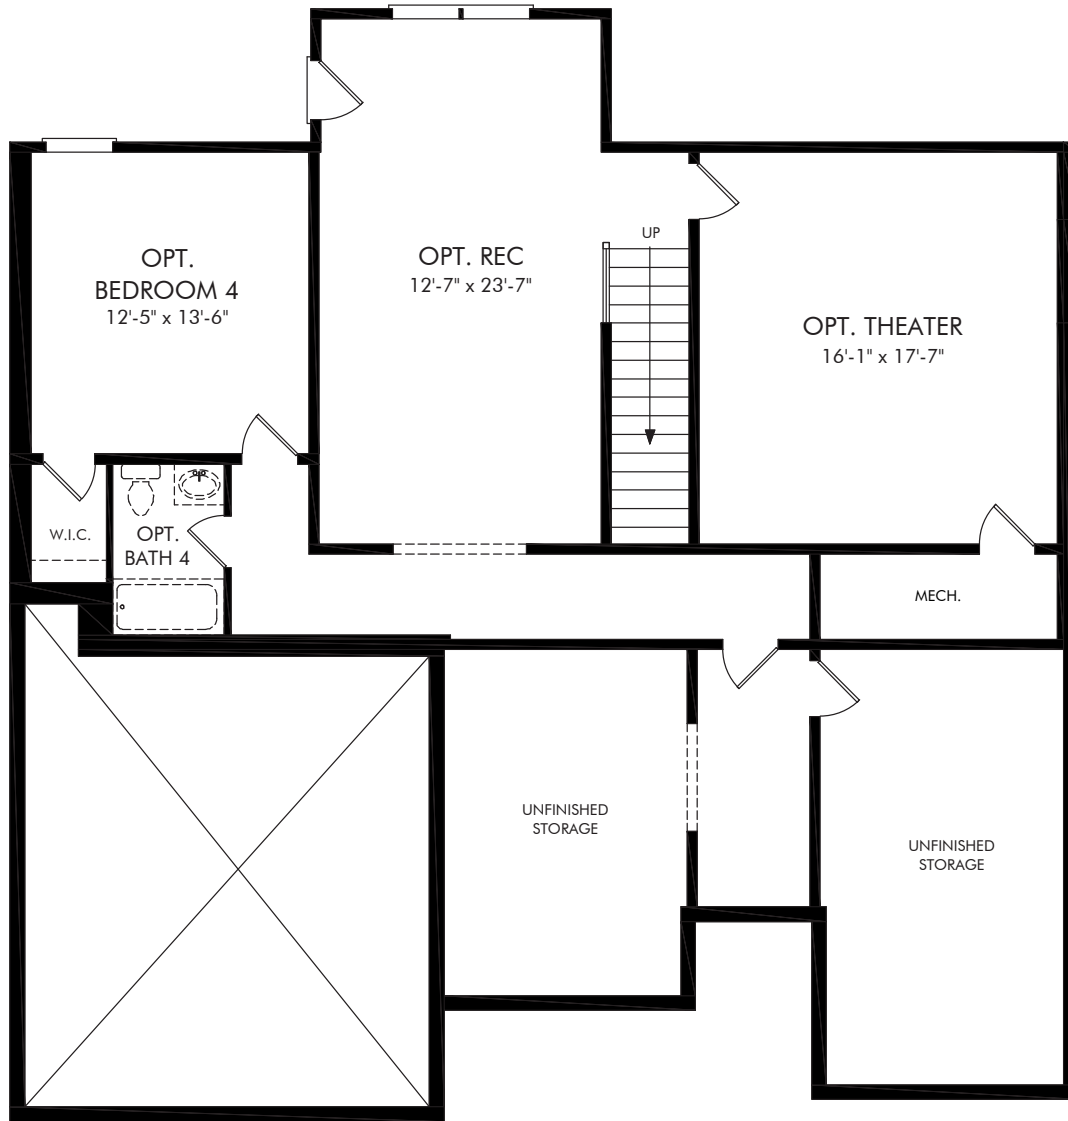 OPT.
BEDROOM 4
12'-5" x 13'-6"
OPT. REC
12'-7" x 23'-7"
UP
OPT. THEATER
16'-1" x 17'-7"
W.I.C.
OPT.
BATH 4
MECH.
UNFINISHED
STORAGE
UNFINISHED
STORAGE